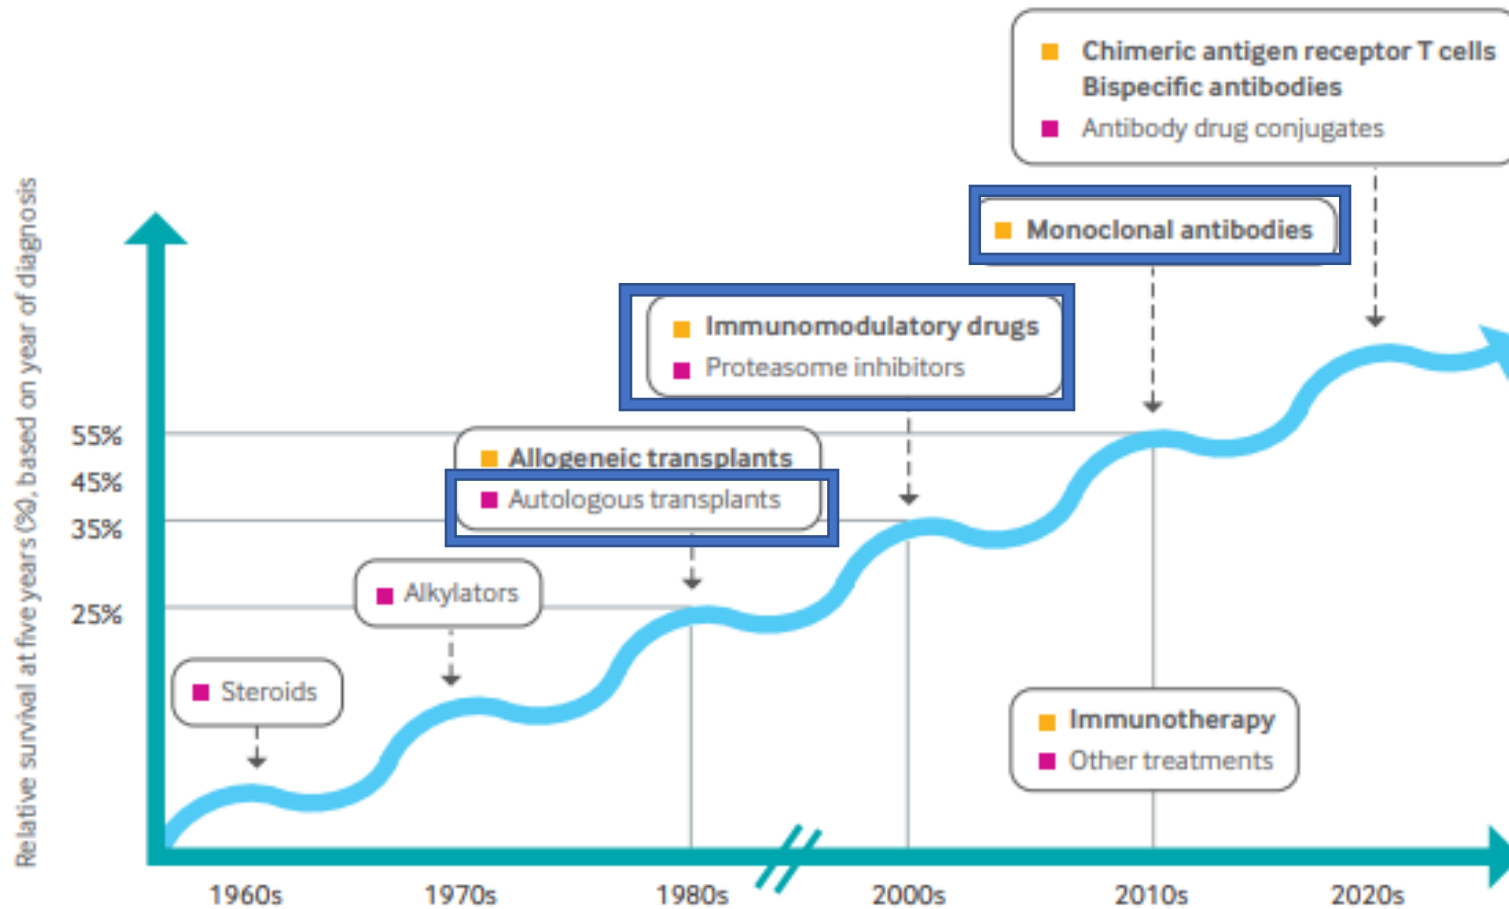 Chimeric antigen receptor T cells
Bispecific antibodies
Antibody drug conjugates
Monoclonal antibodies
Immunomodulatory drugs
Proteasome inhibitors
Allogeneic transplants
Autologous transplants
Alkylators
Steroids
Immunotherapy
Other treatments
Relative survival at five years (%), based on year of diagnosis
55%
45%
35%
25%
1960s 1970s 1980s 2000s 2010s 2020s